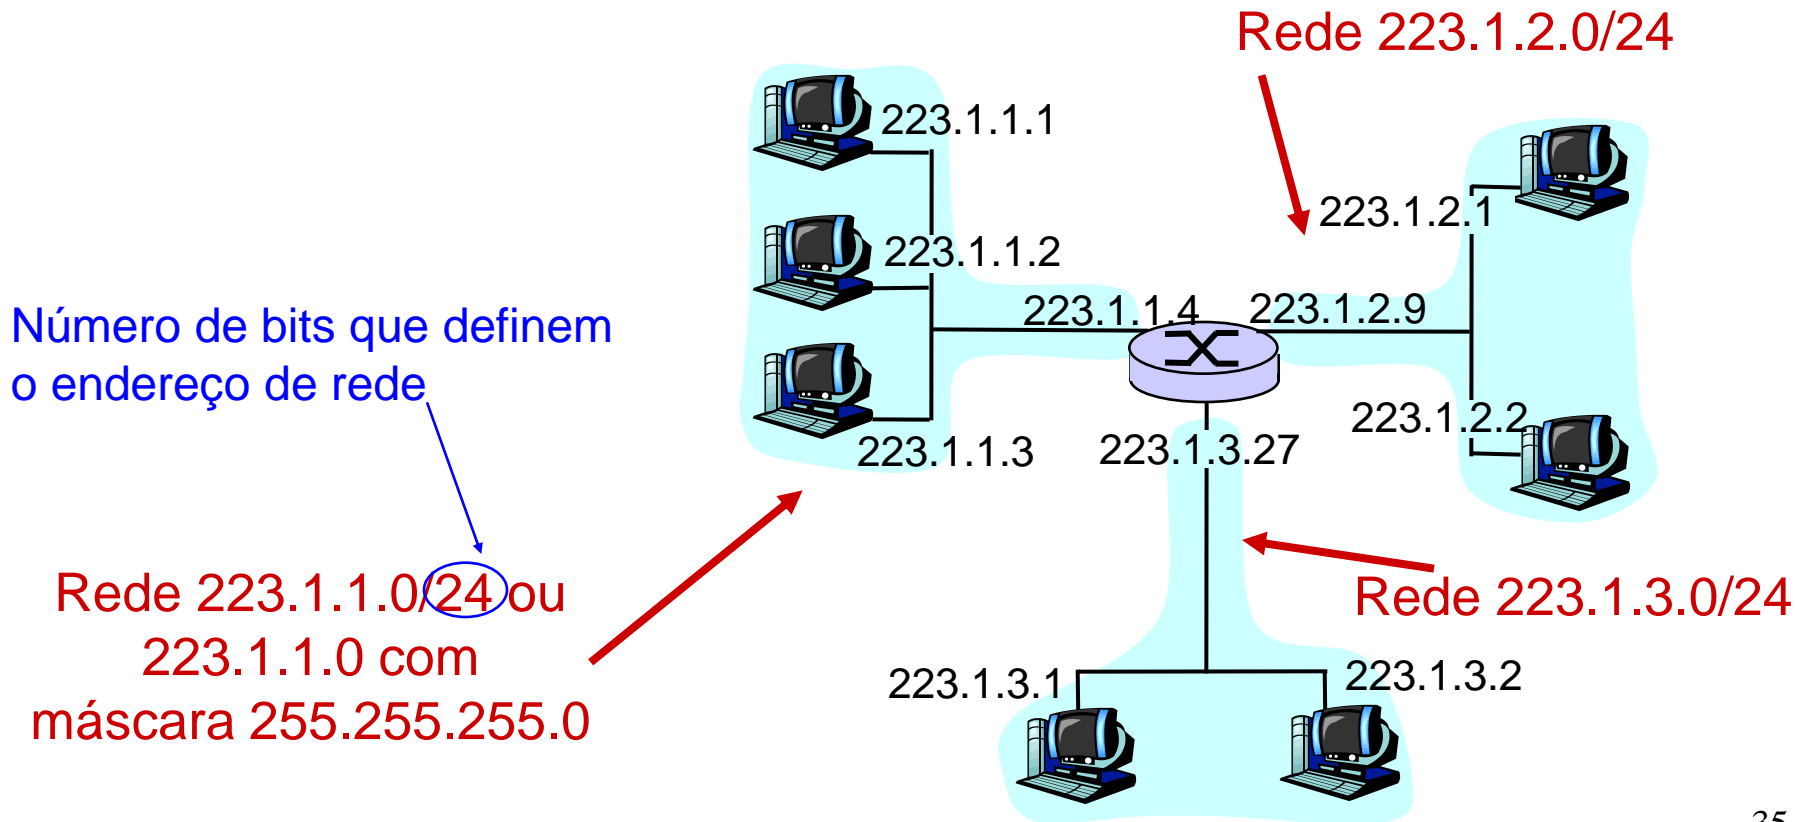 Rede 223.1.2.0/24
223.1.1.1
223.1.2.1
223.1.1.2
223.1.1.4
223.1.2.9
Número de bits que definem
o endereço de rede
223.1.2.2
223.1.1.3
223.1.3.27
Rede 223.1.1.0/24 ou
223.1.1.0 com
máscara 255.255.255.0
Rede 223.1.3.0/24
223.1.3.1
223.1.3.2